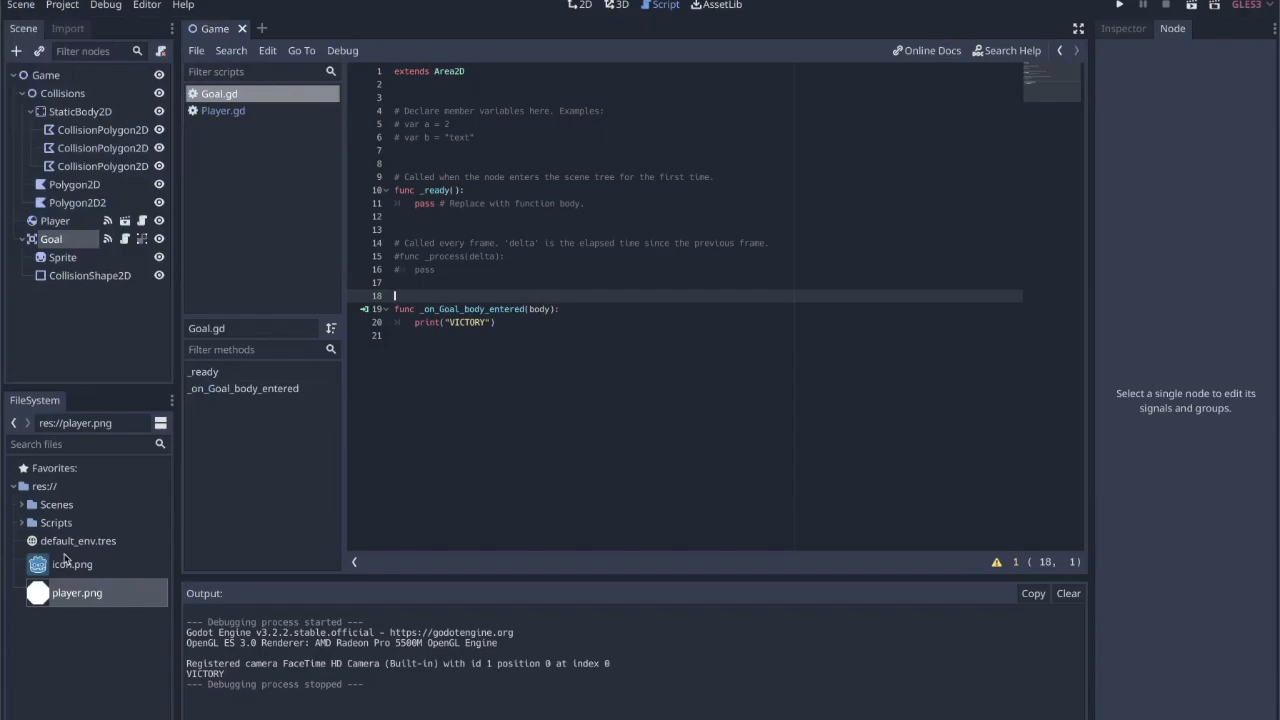 Scene Project Debug Editor Help
2D 3D Script AssetLib
GLES3
Scene Import
Filter nodes
Game
Collisions
StaticBody2D
CollisionPolygon2D
CollisionPolygon2D
CollisionPolygon2D
Polygon2D
Polygon2D2
Player
Goal
Sprite
CollisionShape2D
FileSystem
res://player.png
Search files
Favorites:
res://
Scenes
Scripts
default_env.tres
icon.png
player.png
Game
File Search Edit Go To Debug
Online Docs Search Help
Filter scripts
Goal.gd
Player.gd
Goal.gd
Filter methods
_ready
_on_Goal_body_entered
1 extends Area2D
2
3
4 # Declare member variables here. Examples:
5 # var a = 2
6 # var b = "text"
7
8
9 # Called when the node enters the scene tree for the first time.
10 func _ready():
11 pass # Replace with function body.
12
13
14 # Called every frame. 'delta' is the elapsed time since the previous frame.
15 #func _process(delta):
16 # pass
17
18
19 func _on_Goal_body_entered(body):
20 print("VICTORY")
21
1 ( 18, 1)
Output:
Copy Clear
--- Debugging process started ---
Godot Engine v3.2.2.stable.official - https://godotengine.org
OpenGL ES 3.0 Renderer: AMD Radeon Pro 5500M OpenGL Engine
Registered camera FaceTime HD Camera (Built-in) with id 1 position 0 at index 0
VICTORY
--- Debugging process stopped ---
Inspector Node
Select a single node to edit its
signals and groups.